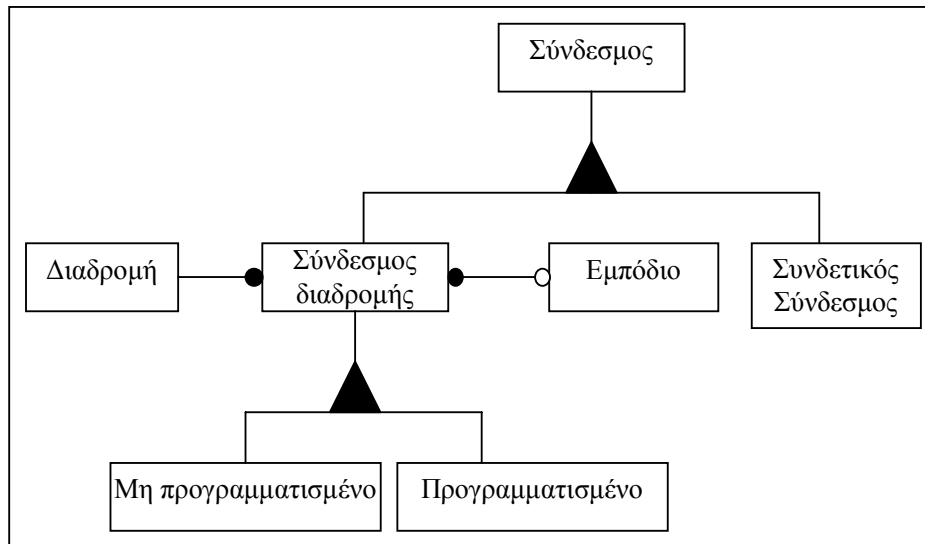 Σύνδεσμος
Διαδρομή
Σύνδεσμος
διαδρομής
Εμπόδιο
Συνδετικός
Σύνδεσμος
Μη προγραμματισμένο
Προγραμματισμένο